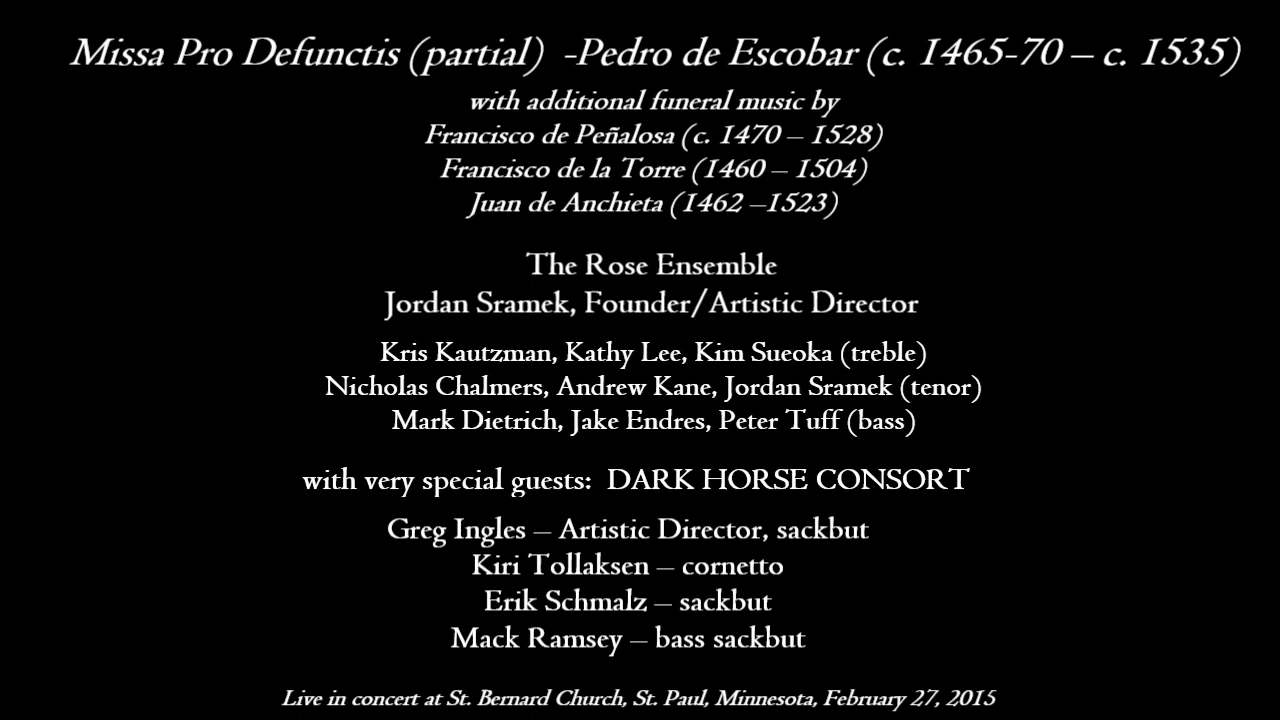 Missa Pro Defunctis (partial) -Pedro de Escobar (c. 1465-70 – c. 1535)
with additional funeral music by
Francisco de Peñalosa (c. 1470 – 1528)
Francisco de la Torre (1460 – 1504)
Juan de Anchieta (1462 –1523)
The Rose Ensemble
Jordan Sramek, Founder/Artistic Director
Kris Kautzman, Kathy Lee, Kim Sueoka (treble)
Nicholas Chalmers, Andrew Kane, Jordan Sramek (tenor)
Mark Dietrich, Jake Endres, Peter Tuff (bass)
with very special guests: DARK HORSE CONSORT
Greg Ingles – Artistic Director, sackbut
Kiri Tollaksen – cornetto
Erik Schmalz – sackbut
Mack Ramsey – bass sackbut
Live in concert at St. Bernard Church, St. Paul, Minnesota, February 27, 2015